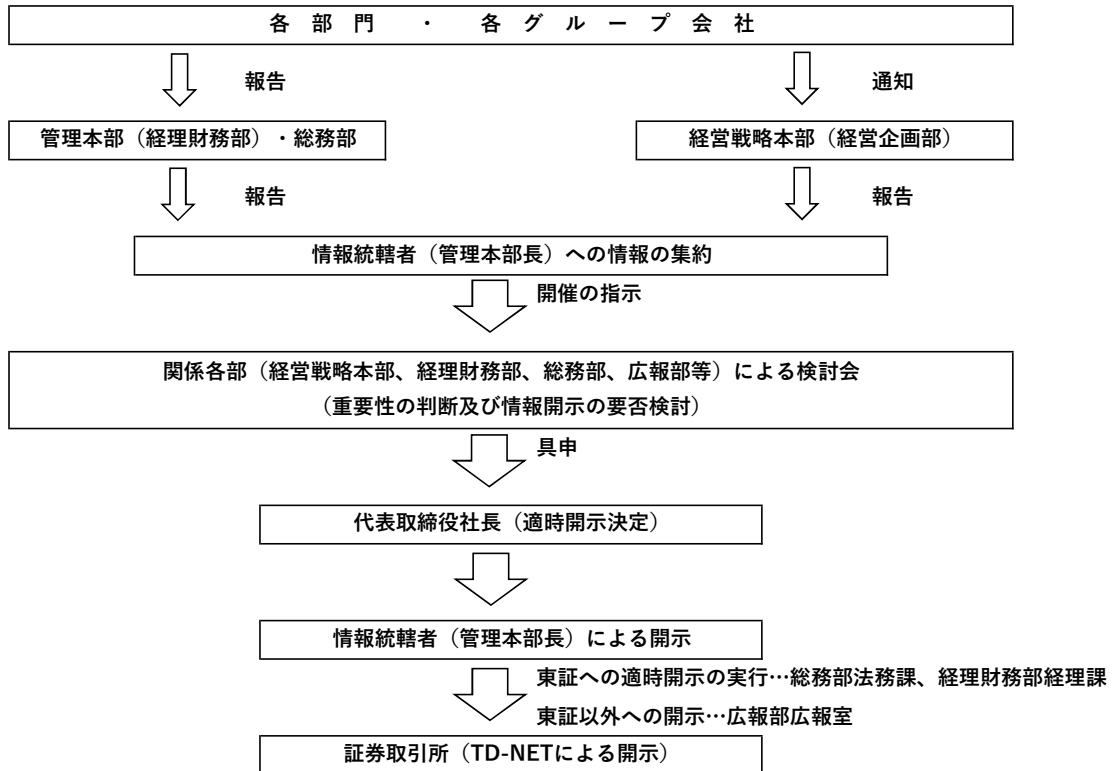 各部門・各グループ会社
報告
通知
管理本部（経理財務部）・総務部
経営戦略本部（経営企画部）
報告
報告
情報統轄者（管理本部長）への情報の集約
開催の指示
関係各部（経営戦略本部、経理財務部、総務部、広報部等）による検討会
（重要性の判断及び情報開示の要否検討）
具申
代表取締役社長（適時開示決定）
情報統轄者（管理本部長）による開示
東証への適時開示の実行…総務部法務課、経理財務部経理課
東証以外への開示…広報部広報室
証券取引所（TD-NETによる開示）